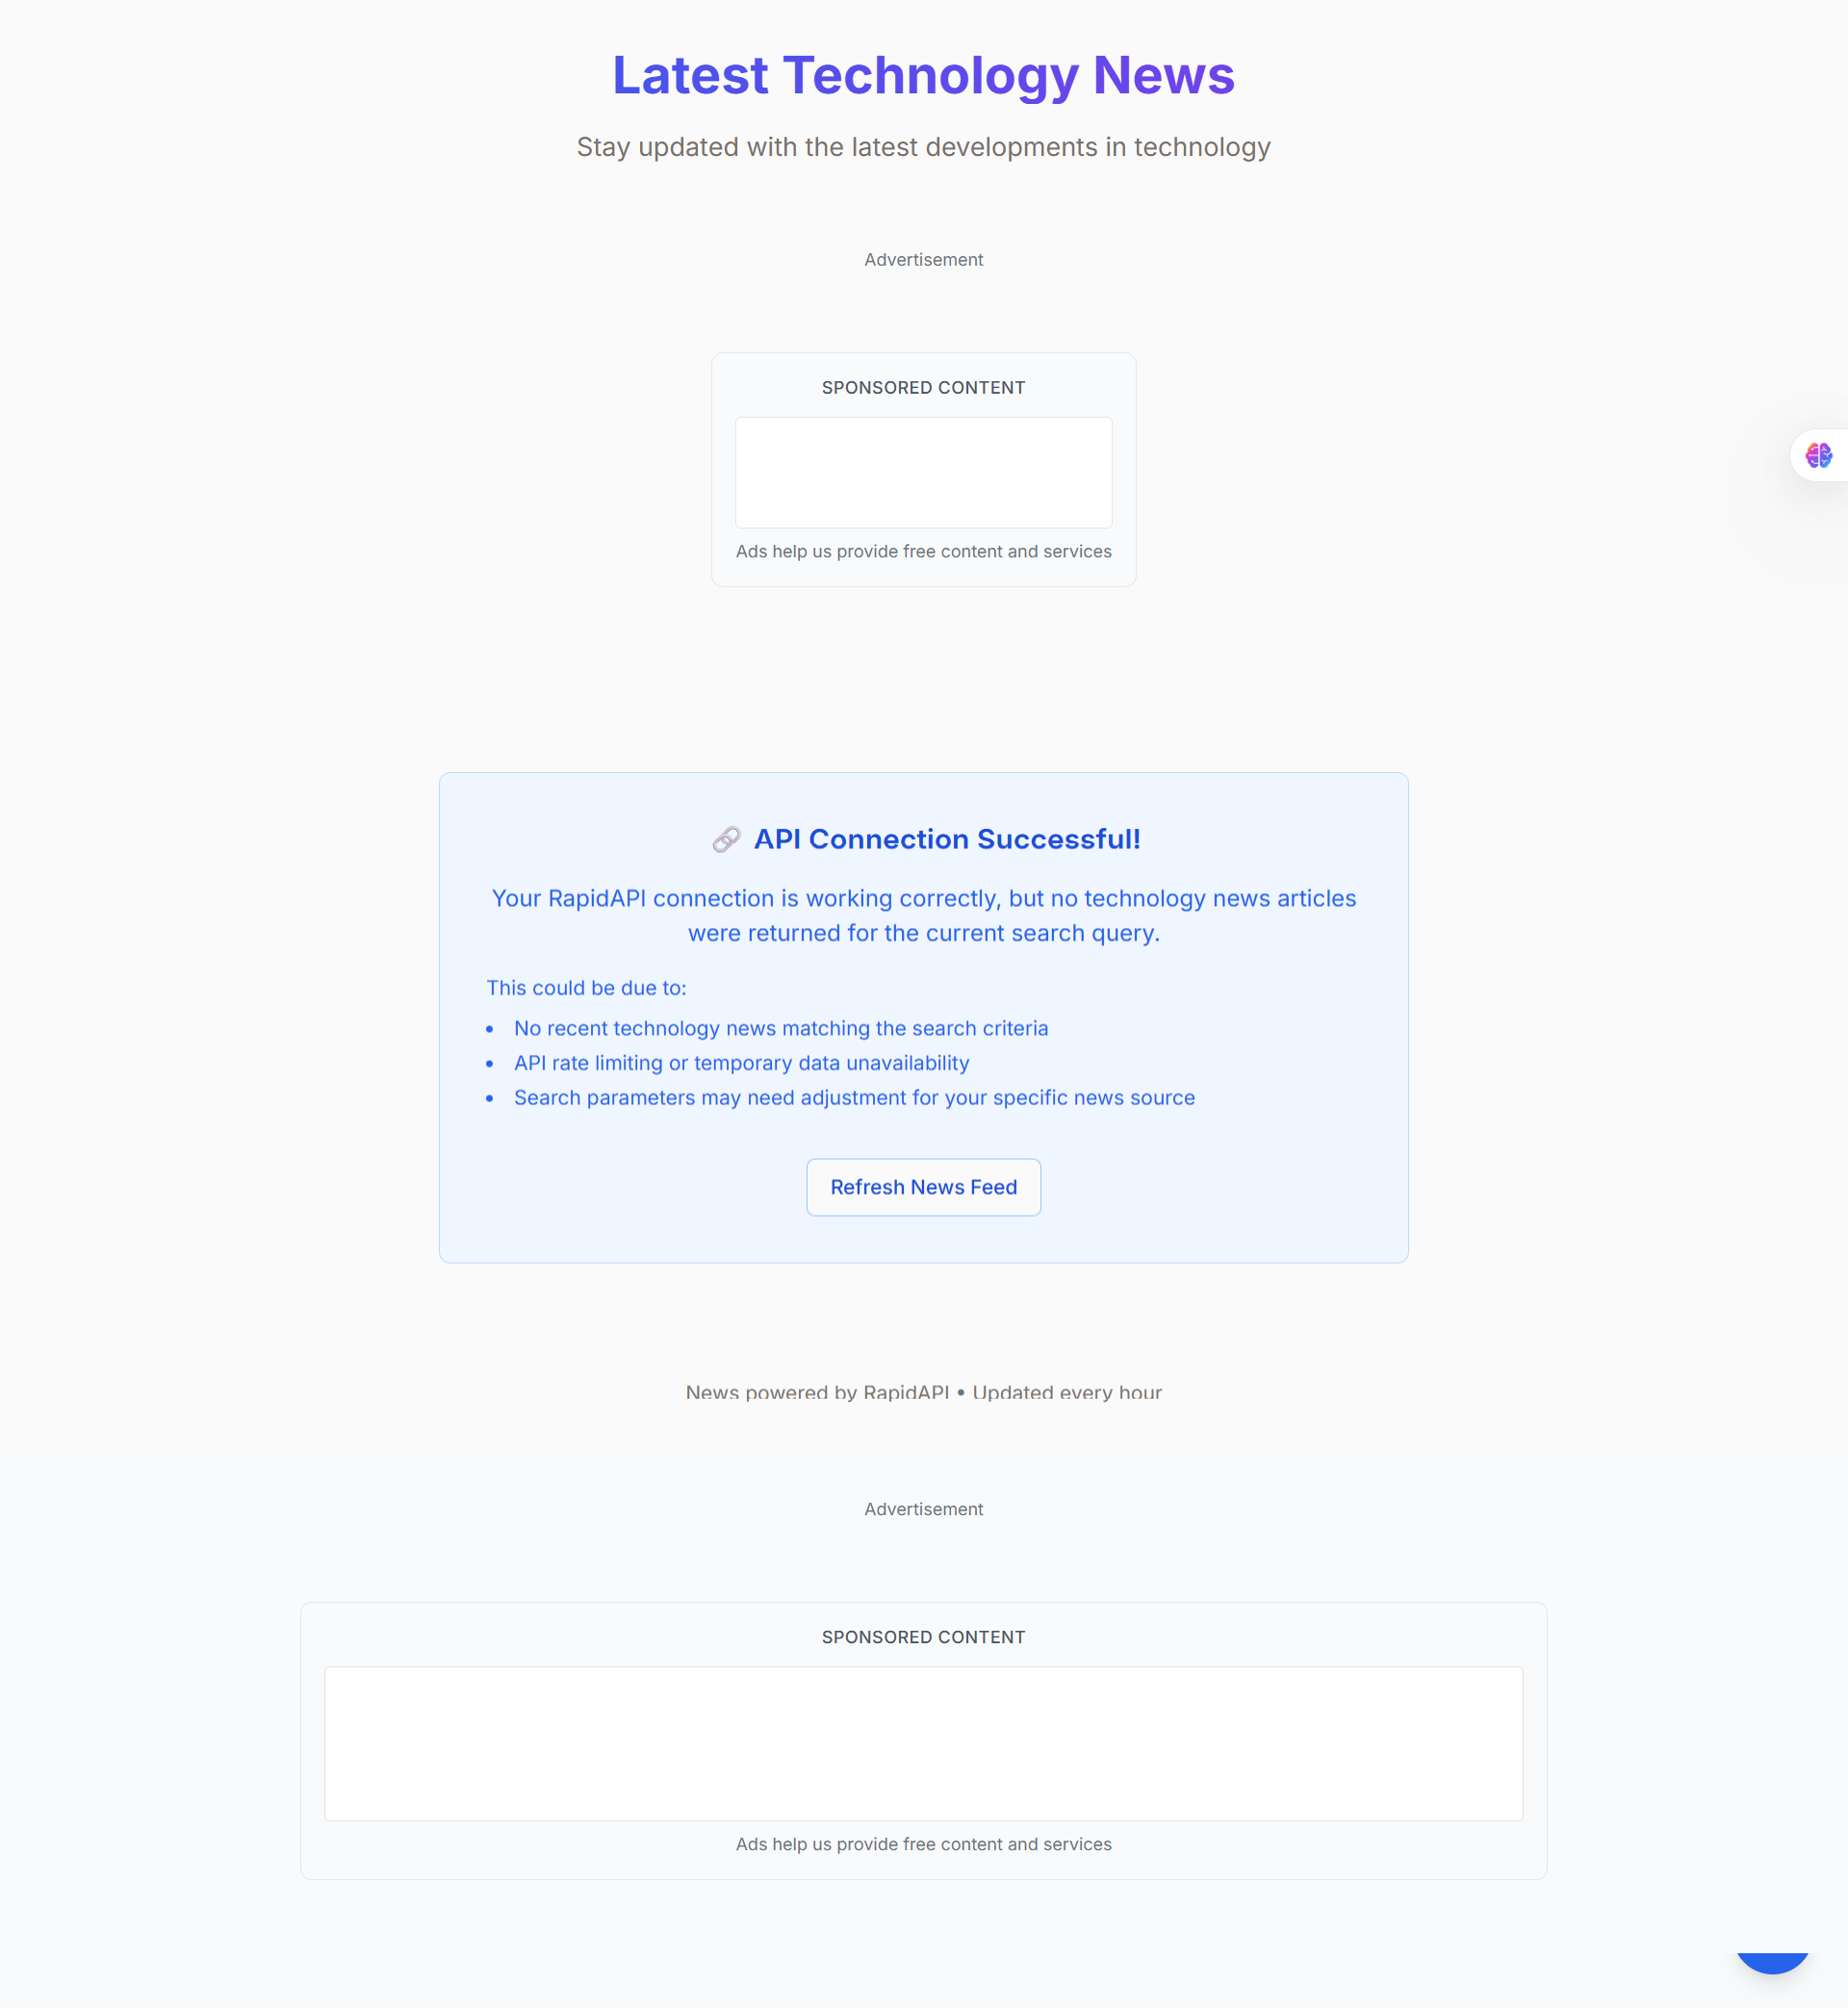 Latest Technology News
Stay updated with the latest developments in technology
Advertisement
SPONSORED CONTENT
Ads help us provide free content and services
🔗 API Connection Successful!
Your RapidAPI connection is working correctly, but no technology news articles
were returned for the current search query.
This could be due to:
• No recent technology news matching the search criteria
• API rate limiting or temporary data unavailability
• Search parameters may need adjustment for your specific news source
Refresh News Feed
News powered by RapidAPI • Updated every hour
Advertisement
SPONSORED CONTENT
Ads help us provide free content and services